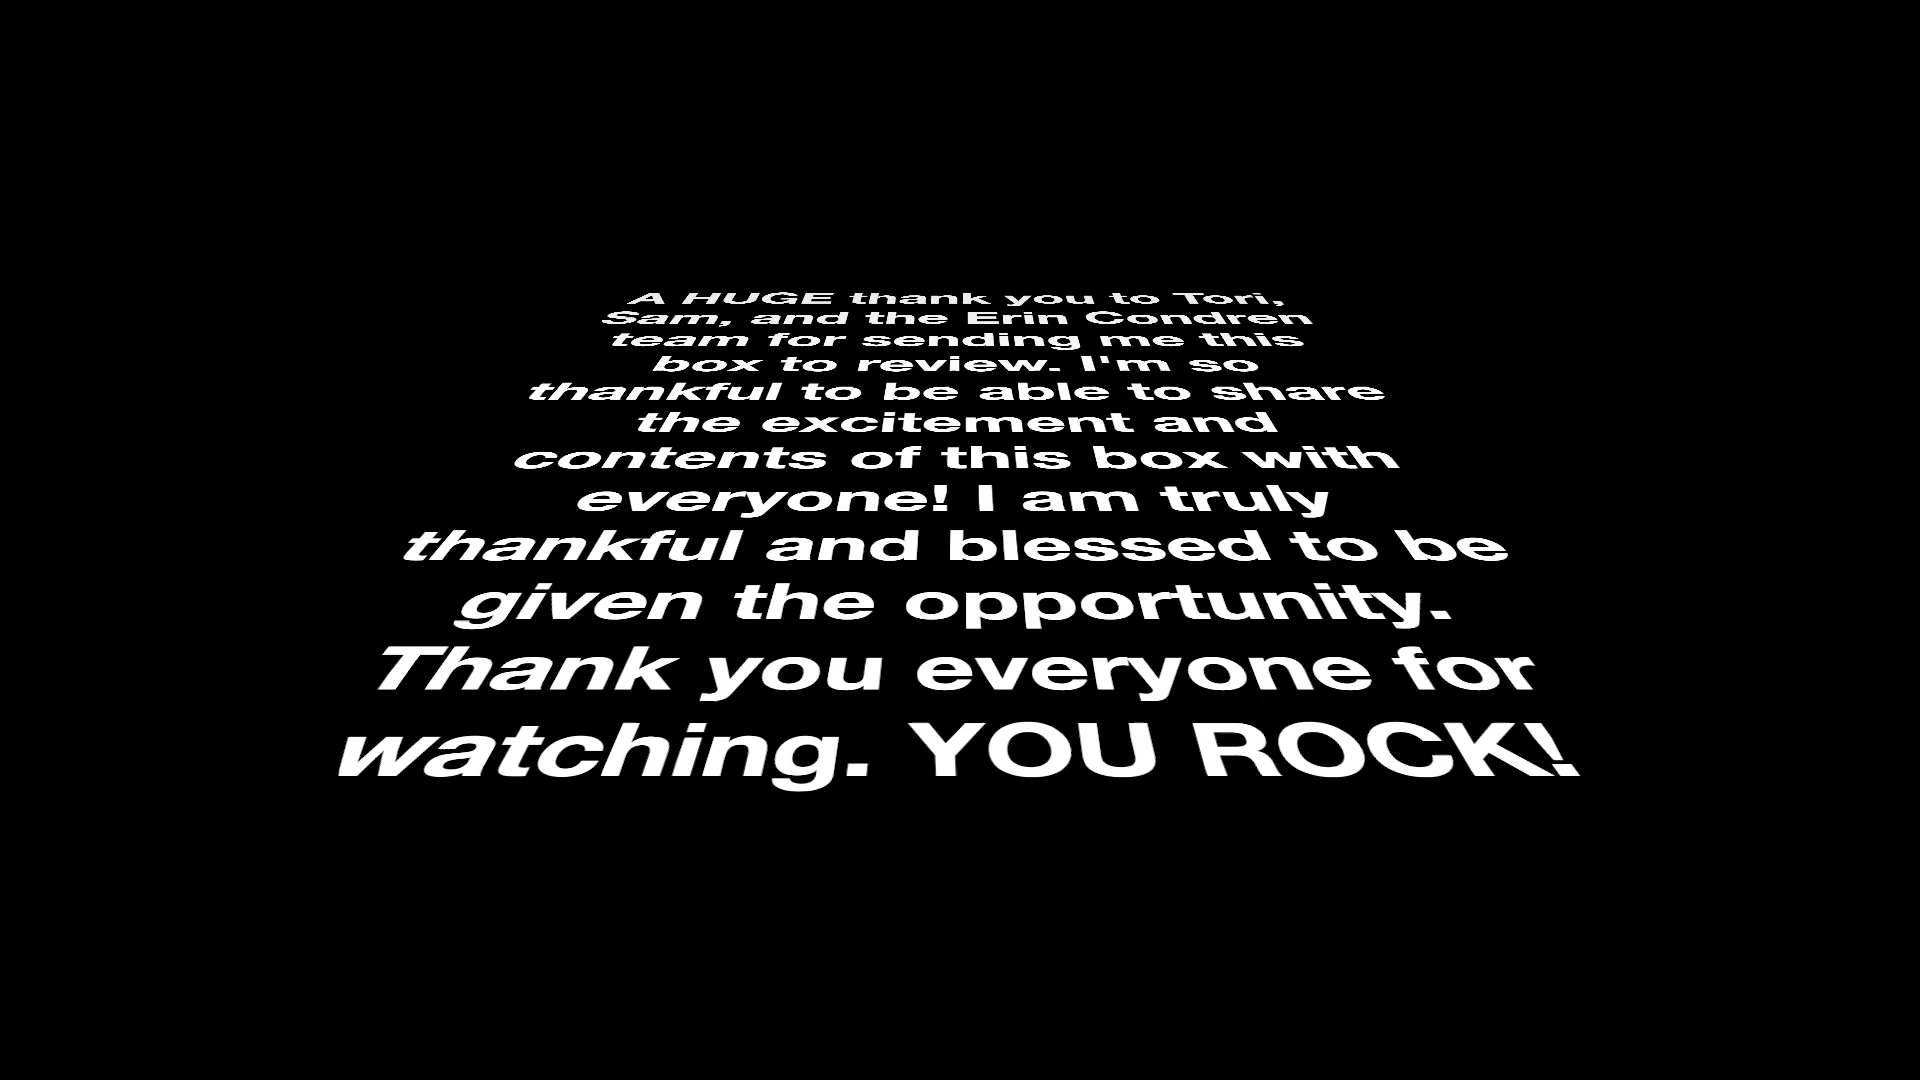 A HUGE thank you to Tori,
Sam, and the Erin Condren
team for sending me this
box to review. I'm so
thankful to be able to share
the excitement and
contents of this box with
everyone! I am truly
thankful and blessed to be
given the opportunity.
Thank you everyone for
watching. YOU ROCK!